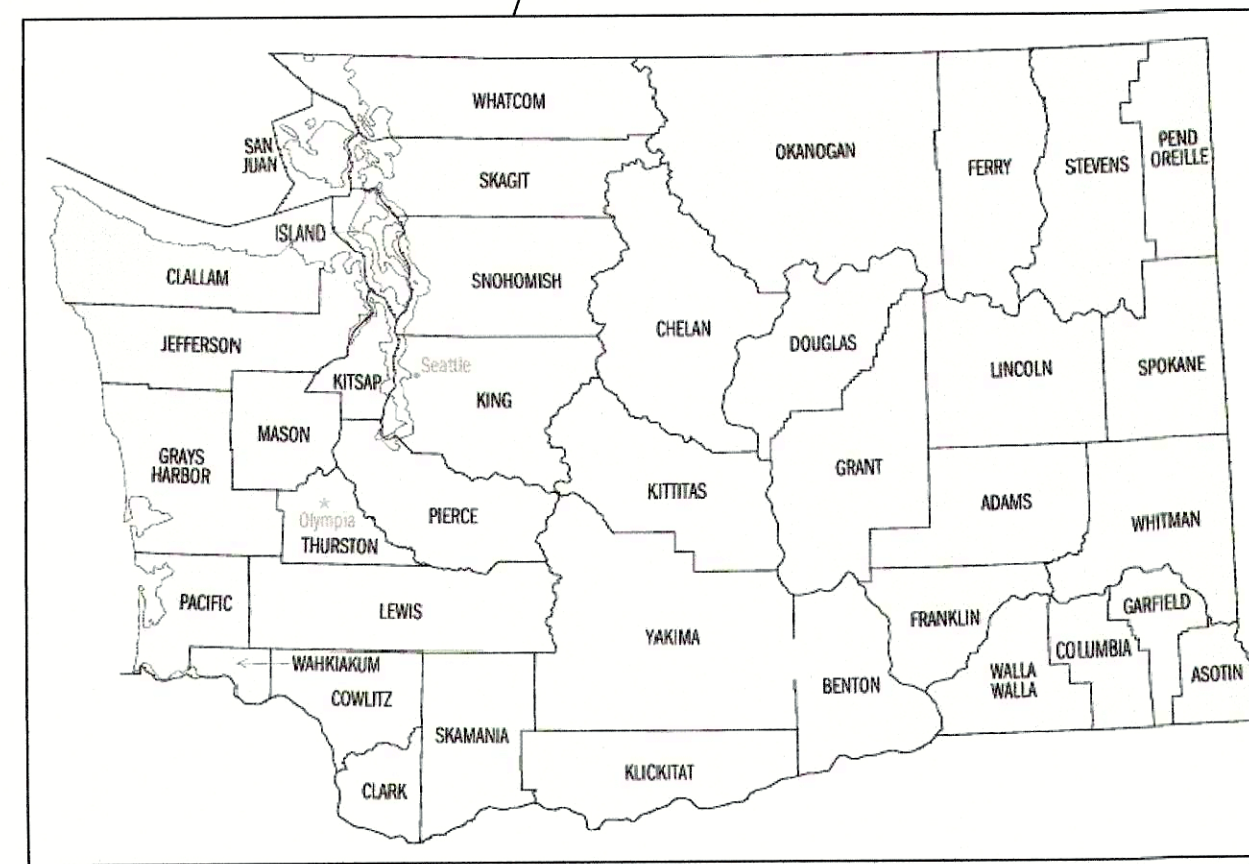 WHATCOM
OKANOGAN
FERRY
STEVENS
PEND
OREILLE
SAN
JUAN
SKAGIT
ISLAND
CLALLAM
SNOHOMISH
CHELAN
DOUGLAS
JEFFERSON
KITSAP
Seattle
KING
LINCOLN
SPOKANE
MASON
GRAYS
HARBOR
GRANT
KITTITAS
ADAMS
WHITMAN
Olympia
THURSTON
PIERCE
PACIFIC
LEWIS
YAKIMA
FRANKLIN
GARFIELD
WAHKIAKUM
COWLITZ
COLUMBIA
WALLA
WALLA
ASOTIN
BENTON
SKAMANIA
KLICKITAT
CLARK